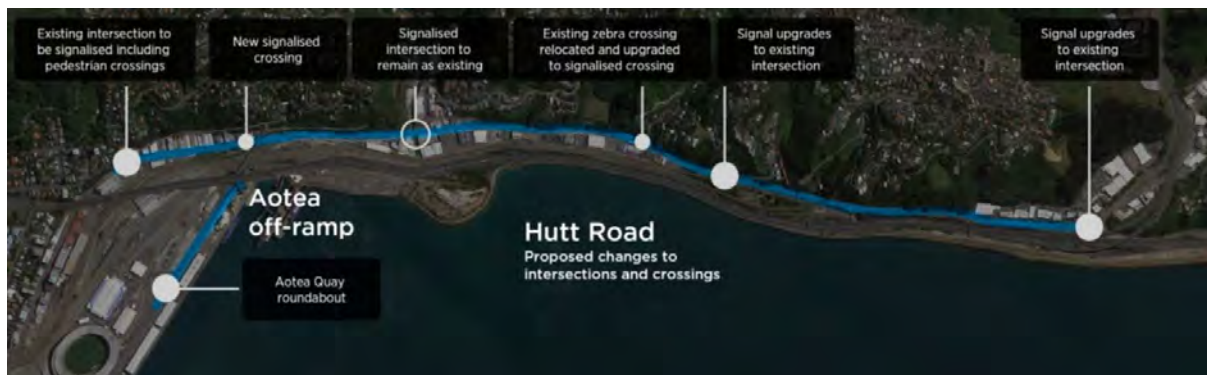 Existing intersection to
be signalised including
pedestrian crossings
New signalised
crossing
Signalised
intersection to
remain as existing
Existing zebra crossing
relocated and upgraded
to signalised crossing
Signal upgrades
to existing
intersection
Signal upgrades
to existing
intersection
Aotea
off-ramp
Hutt Road
Proposed changes to
intersections and crossings
Aotea Quay
roundabout